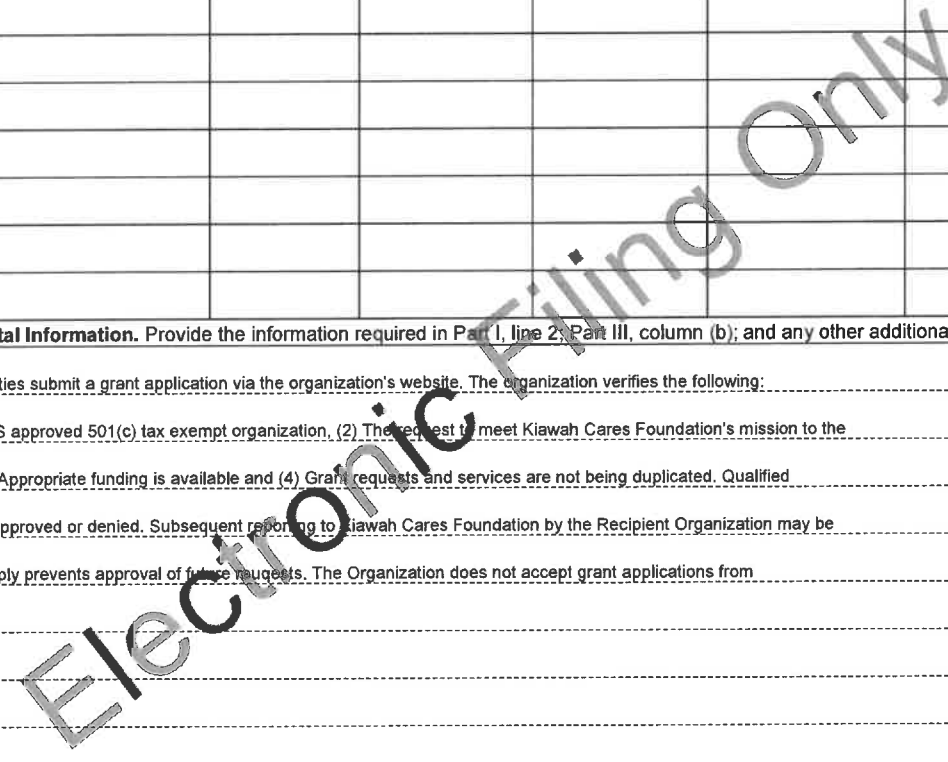 tal Information. Provide the information required in Part I, line 2; Part III, column (b); and any other additiona
ties submit a grant application via the organization's website. The organization verifies the following:
S approved 501(c) tax exempt organization, (2) The request to meet Kiawah Cares Foundation's mission to the
Appropriate funding is available and (4) Grant requests and services are not being duplicated. Qualified
pproved or denied. Subsequent reporting to Kiawah Cares Foundation by the Recipient Organization may be
ply prevents approval of future reuqests. The Organization does not accept grant applications from
Electronic Filing Only